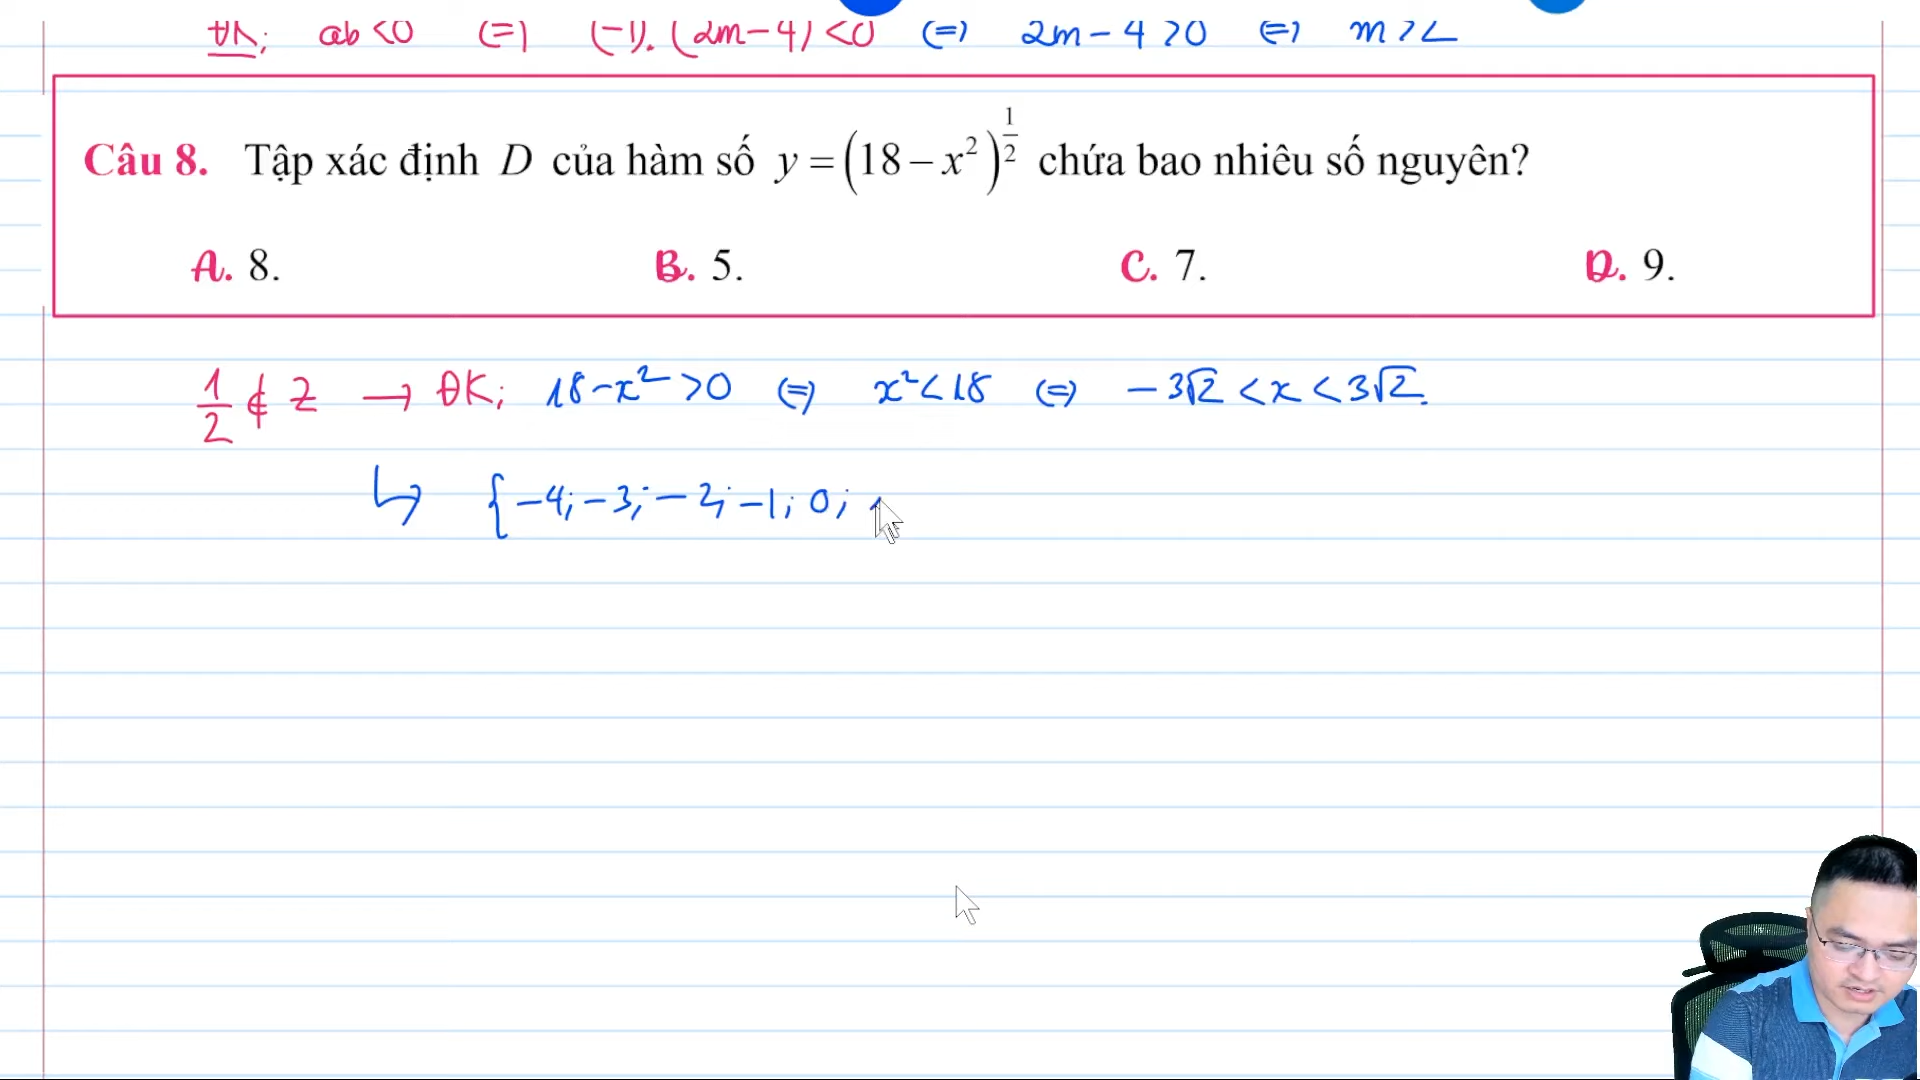 ĐK: ab < 0 (=) (-1). (2m - 4) < 0 (=) 2m - 4 > 0 (=) m > 2
Câu 8. Tập xác định D của hàm số y = (18 − x²)^(1/2) chứa bao nhiêu số nguyên?
A. 8. B. 5. C. 7. D. 9.
1/2 ∉ Z → ĐK: 18 - x² > 0 (=) x² < 18 (=) - 3√2 < x < 3√2.
↳ { -4; -3; -2; -1; 0;